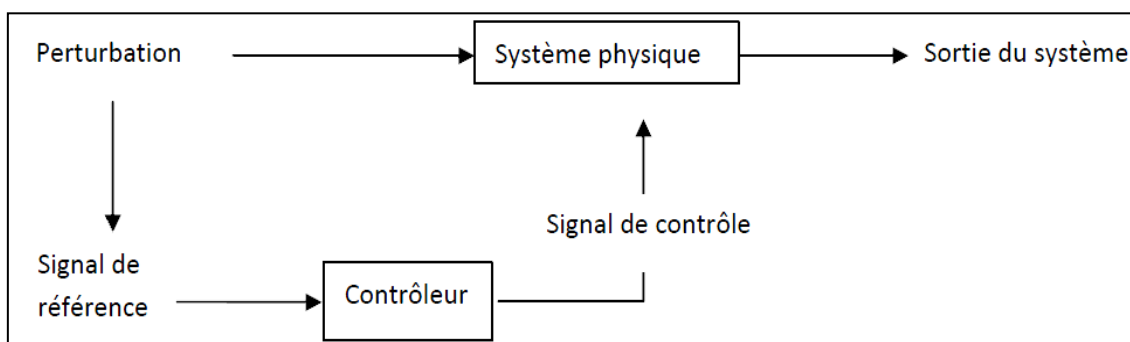 Perturbation
Système physique
Sortie du système
Signal de contrôle
Signal de
référence
Contrôleur